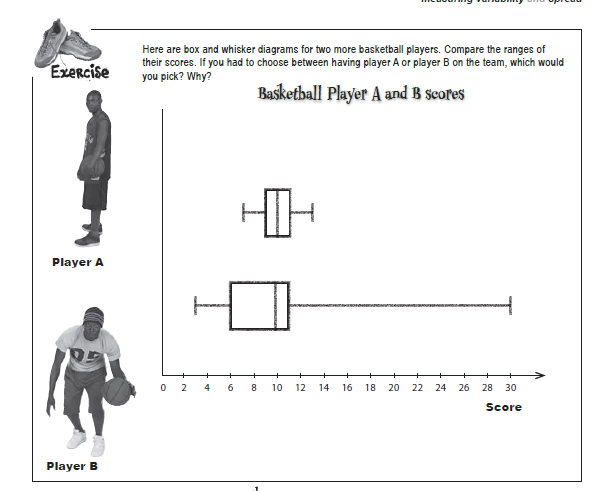 measuring variability and spread
Exercise
Here are box and whisker diagrams for two more basketball players. Compare the ranges of
their scores. If you had to choose between having player A or player B on the team, which would
you pick? Why?
Basketball Player A and B scores
Player A
0 2 4 6 8 10 12 14 16 18 20 22 24 26 28 30
Score
Player B